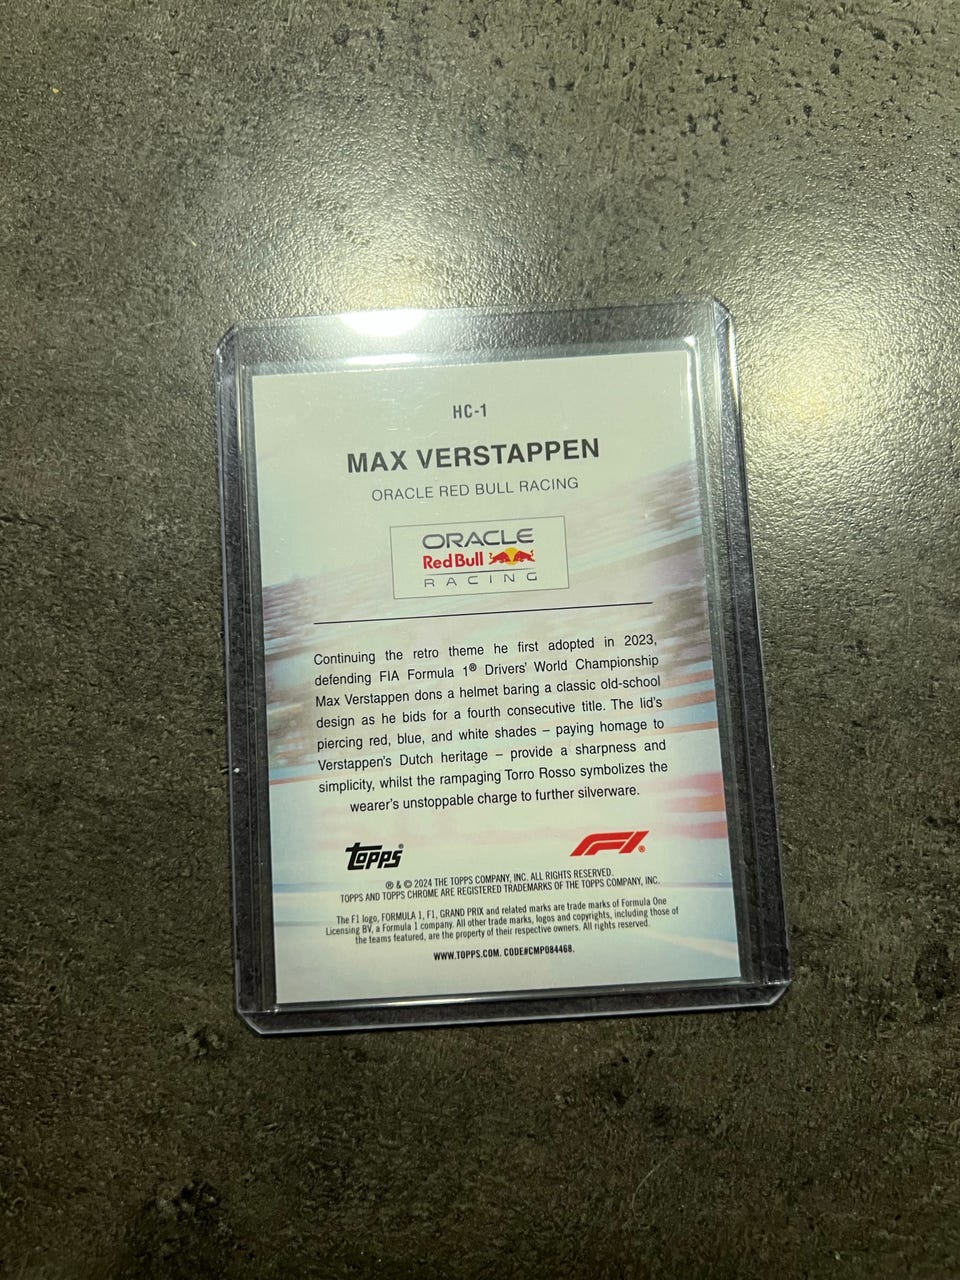 HC-1
MAX VERSTAPPEN
ORACLE RED BULL RACING
ORACLE
Red Bull
RACING
Continuing the retro theme he first adopted in 2023,
defending FIA Formula 1® Drivers' World Championship
Max Verstappen dons a helmet baring a classic old-school
design as he bids for a fourth consecutive title. The lid's
piercing red, blue, and white shades – paying homage to
Verstappen's Dutch heritage – provide a sharpness and
simplicity, whilst the rampaging Torro Rosso symbolizes the
wearer's unstoppable charge to further silverware.
topps®
F1®
® & © 2024 THE TOPPS COMPANY, INC. ALL RIGHTS RESERVED.
TOPPS AND TOPPS CHROME ARE REGISTERED TRADEMARKS OF THE TOPPS COMPANY, INC.
The F1 logo, FORMULA 1, F1, GRAND PRIX and related marks are trade marks of Formula One
Licensing BV, a Formula 1 company. All other trade marks, logos and copyrights, including those of
the teams featured, are the property of their respective owners. All rights reserved.
WWW.TOPPS.COM. CODE#CMP084468.